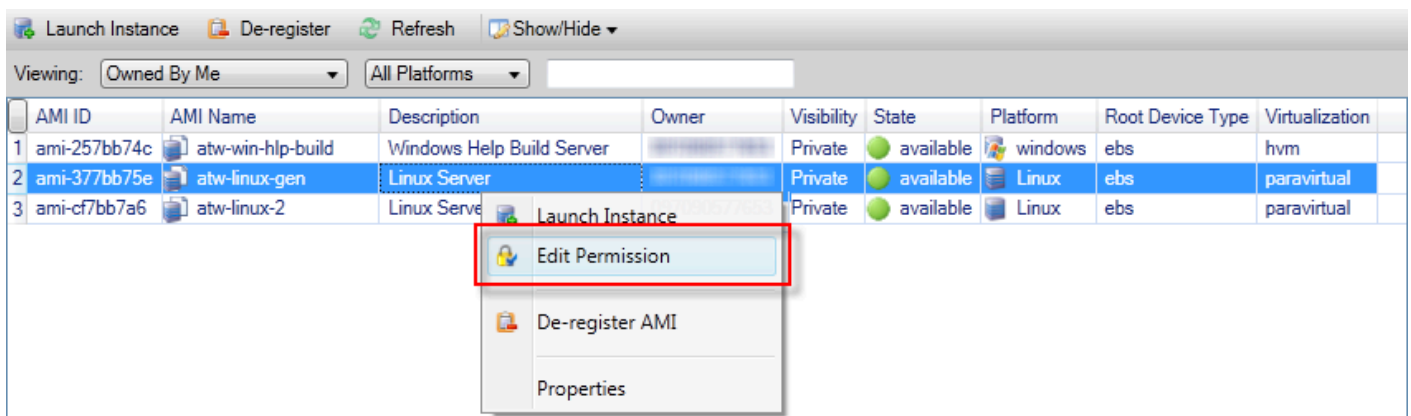 Launch Instance De-register Refresh Show/Hide
Viewing: Owned By Me All Platforms
AMI ID AMI Name Description Owner Visibility State Platform Root Device Type Virtualization
1 ami-257bb74c atw-win-hlp-build Windows Help Build Server Private available windows ebs hvm
2 ami-377bb75e atw-linux-gen Linux Server Private available Linux ebs paravirtual
3 ami-cf7bb7a6 atw-linux-2 Linux Serve Private available Linux ebs paravirtual
Launch Instance
Edit Permission
De-register AMI
Properties